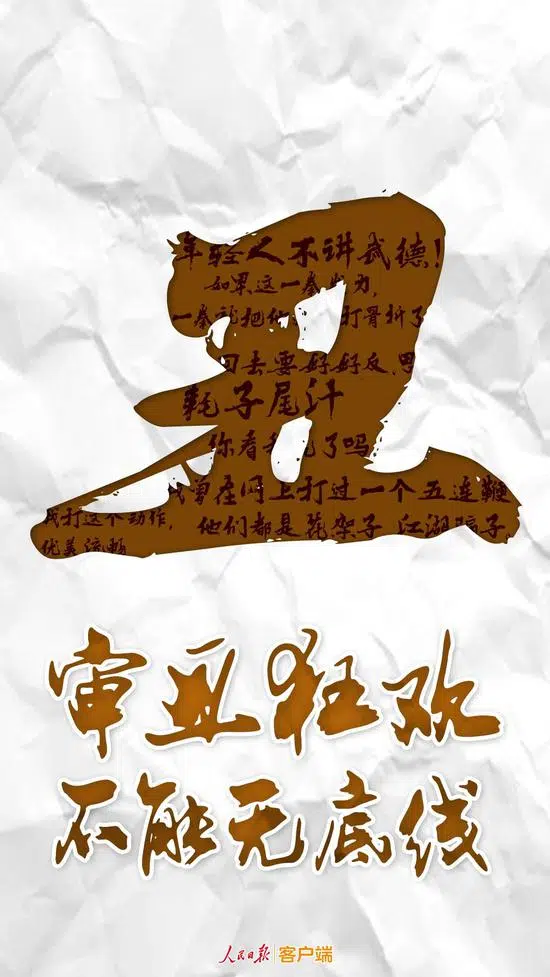 丑
年轻人不讲武德!
如果这一拳发力,
一拳就把他 打骨折了
回去要好好反思
耗子尾汁
你看我 了吗
我曾在网上打过一个五连鞭
我打这个动作, 他们都是花架子 江湖骗子
优美流畅
审丑狂欢
不能无底线
人民日报 客户端